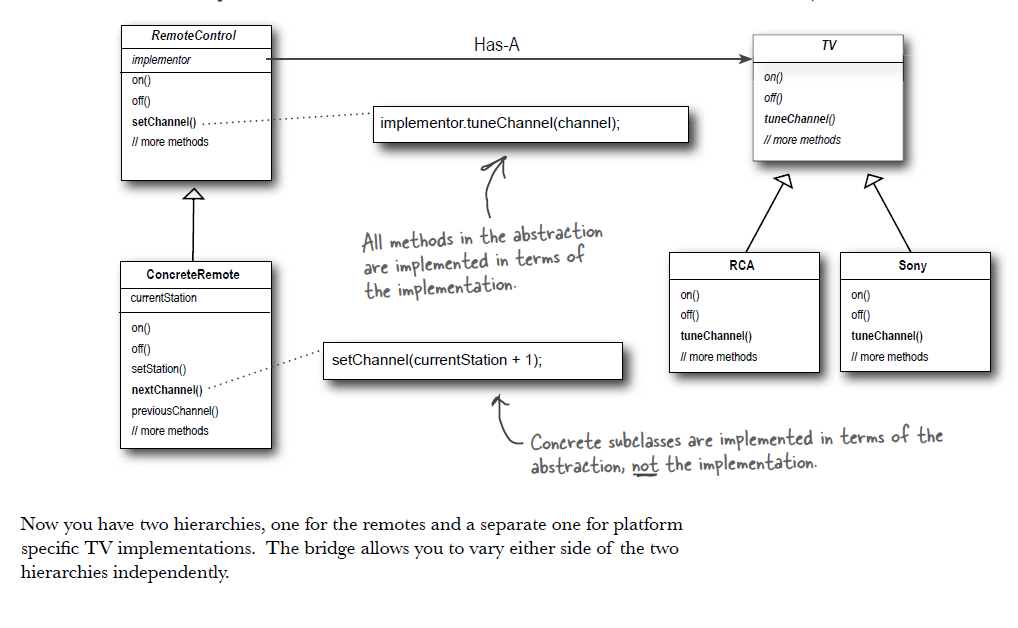 RemoteControl
implementor
on()
off()
setChannel()
// more methods
Has-A
TV
on()
off()
tuneChannel()
// more methods
implementor.tuneChannel(channel);
All methods in the abstraction
are implemented in terms of
the implementation.
ConcreteRemote
currentStation
on()
off()
setStation()
nextChannel()
previousChannel()
// more methods
setChannel(currentStation + 1);
RCA
on()
off()
tuneChannel()
// more methods
Sony
on()
off()
tuneChannel()
// more methods
Concrete subclasses are implemented in terms of the
abstraction, not the implementation.
Now you have two hierarchies, one for the remotes and a separate one for platform
specific TV implementations. The bridge allows you to vary either side of the two
hierarchies independently.